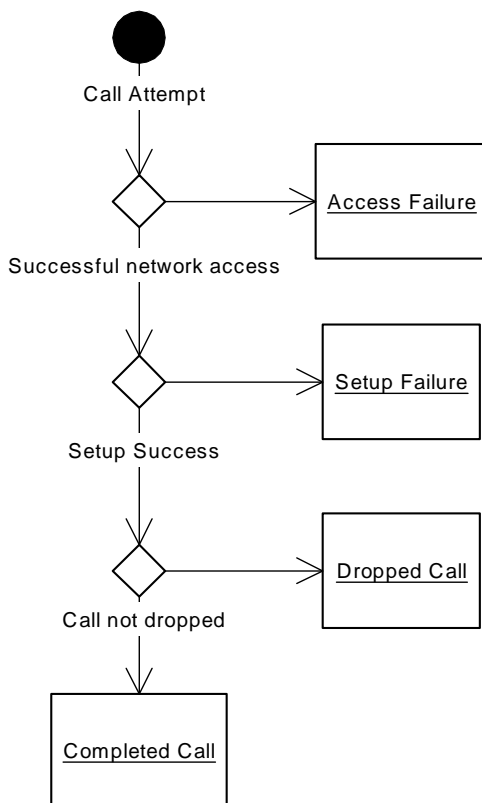 Call Attempt
Access Failure
Successful network access
Setup Failure
Setup Success
Dropped Call
Call not dropped
Completed Call